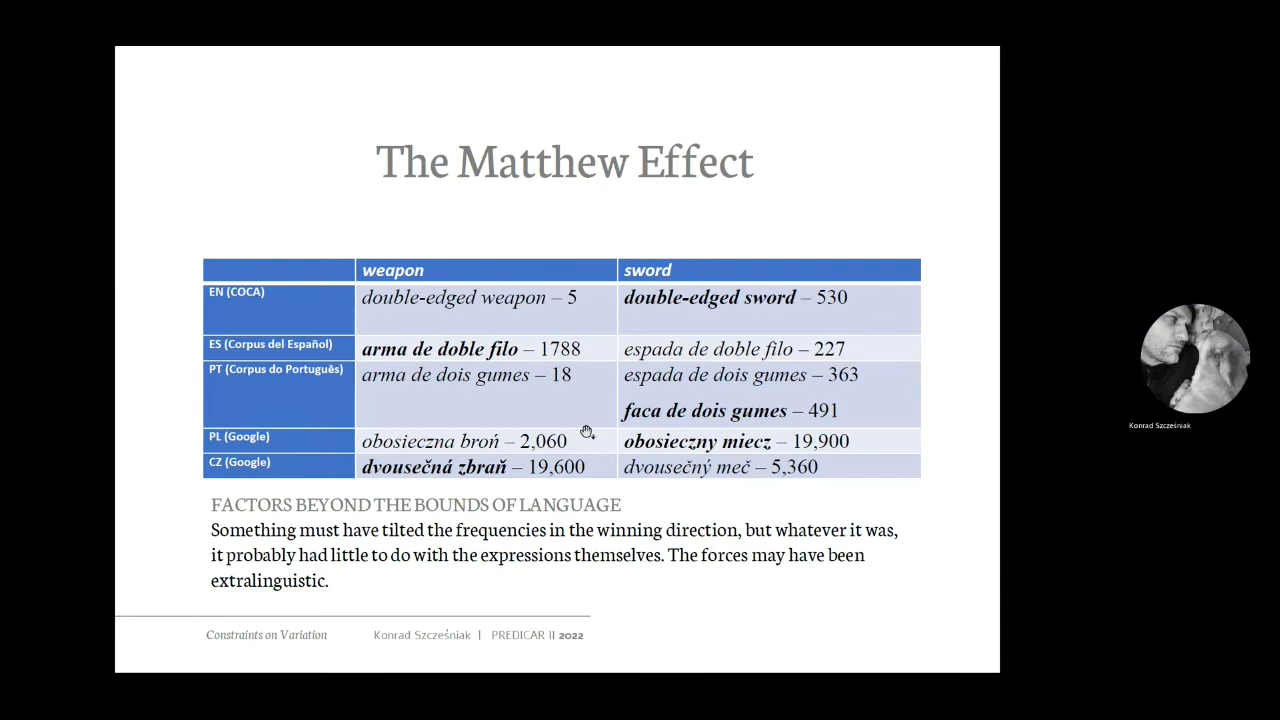 The Matthew Effect
weapon sword
EN (COCA) double-edged weapon – 5 double-edged sword – 530
ES (Corpus del Español) arma de doble filo – 1788 espada de doble filo – 227
PT (Corpus do Português) arma de dois gumes – 18 espada de dois gumes – 363
faca de dois gumes – 491
PL (Google) obosieczna broń – 2,060 obosieczny miecz – 19,900
CZ (Google) dvousečná zbraň – 19,600 dvousečný meč – 5,360
FACTORS BEYOND THE BOUNDS OF LANGUAGE
Something must have tilted the frequencies in the winning direction, but whatever it was,
it probably had little to do with the expressions themselves. The forces may have been
extralinguistic.
Constraints on Variation Konrad Szcześniak | PREDICAR II 2022
Konrad Szcześniak